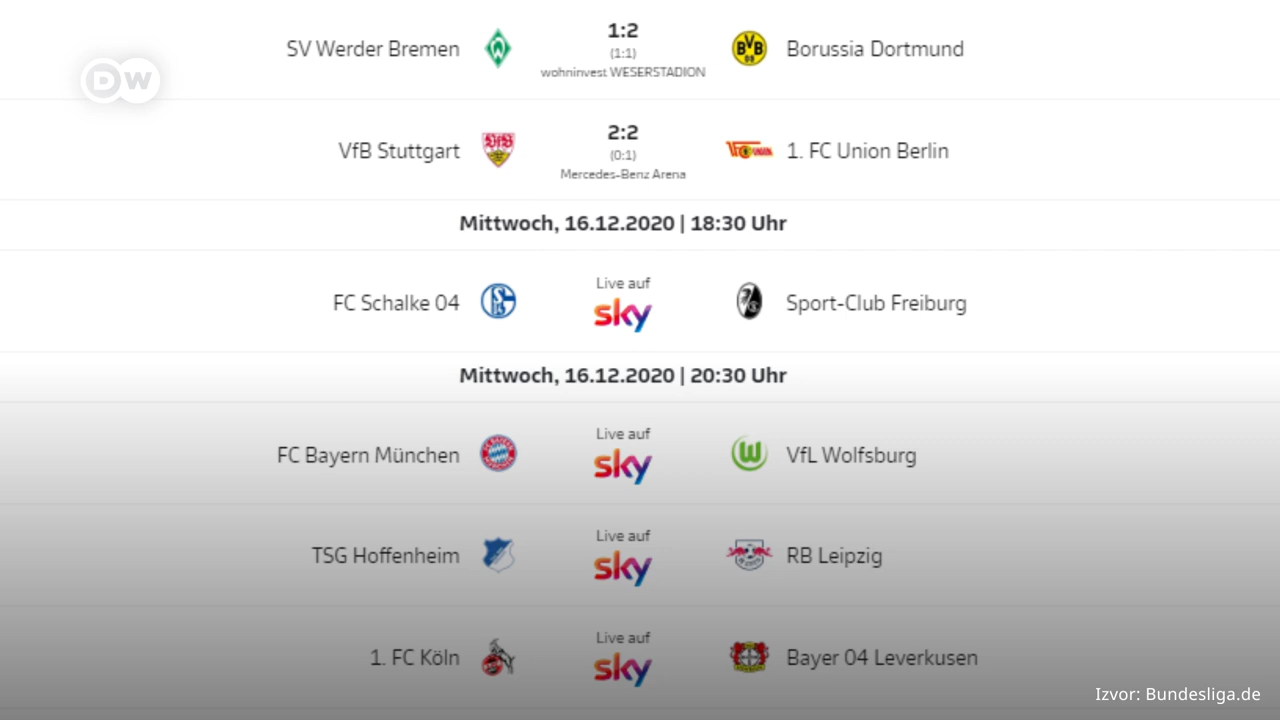 SV Werder Bremen
1:2
(1:1)
wohninvest WESERSTADION
BVB
09
Borussia Dortmund
DW
VfB Stuttgart
VfB
2:2
(0:1)
Mercedes-Benz Arena
1. FC Union Berlin
Mittwoch, 16.12.2020 | 18:30 Uhr
FC Schalke 04
Live auf
sky
Sport-Club Freiburg
Mittwoch, 16.12.2020 | 20:30 Uhr
FC Bayern München
Live auf
sky
VfL Wolfsburg
TSG Hoffenheim
Live auf
sky
RB Leipzig
1. FC Köln
Live auf
sky
Bayer 04 Leverkusen
Izvor: Bundesliga.de